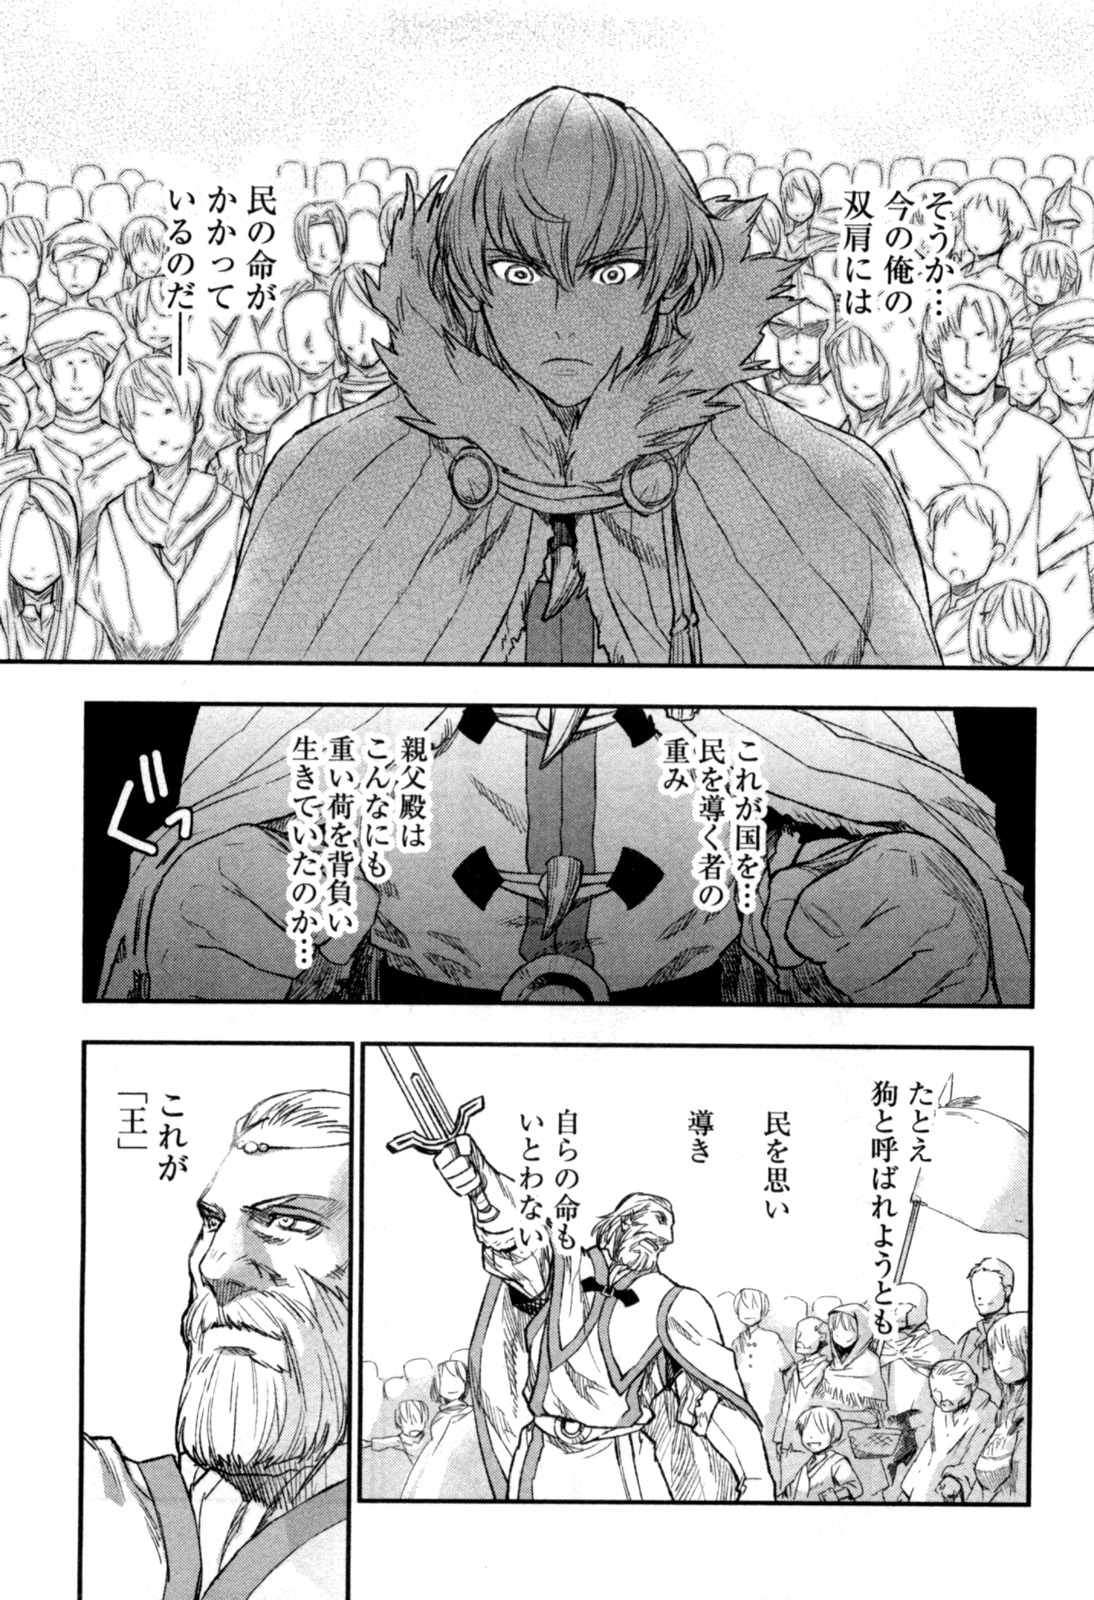 そうか…
今の俺の
双肩には
民の命が
かかって
いるのだ――
これが国を…
民を導く者の
重み
親父殿は
こんなにも
重い荷を背負い
生きていたのか…
ぐっ
たとえ
狗と呼ばれようとも
民を思い
導き
自らの命も
いとわない
これが
「王」